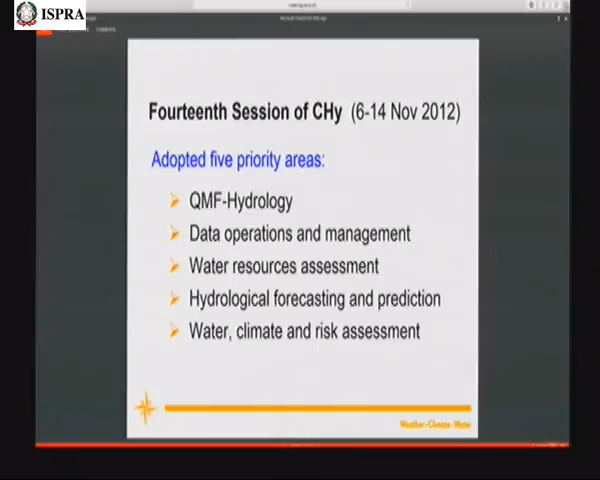 ISPRA
Fourteenth Session of CHy (6-14 Nov 2012)
Adopted five priority areas:
QMF-Hydrology
Data operations and management
Water resources assessment
Hydrological forecasting and prediction
Water, climate and risk assessment
Weather-Climate-Water